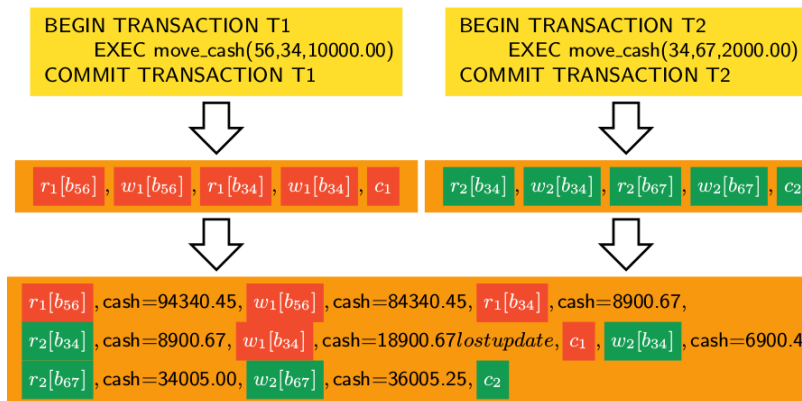 BEGIN TRANSACTION T1
EXEC move_cash(56,34,10000.00)
COMMIT TRANSACTION T1
BEGIN TRANSACTION T2
EXEC move_cash(34,67,2000.00)
COMMIT TRANSACTION T2
r₁[b₅₆], w₁[b₅₆], r₁[b₃₄], w₁[b₃₄], c₁
r₂[b₃₄], w₂[b₃₄], r₂[b₆₇], w₂[b₆₇], c₂
r₁[b₅₆], cash=94340.45, w₁[b₅₆], cash=84340.45, r₁[b₃₄], cash=8900.67,
r₂[b₃₄], cash=8900.67, w₁[b₃₄], cash=18900.67lostupdate, c₁, w₂[b₃₄], cash=6900.4
r₂[b₆₇], cash=34005.00, w₂[b₆₇], cash=36005.25, c₂